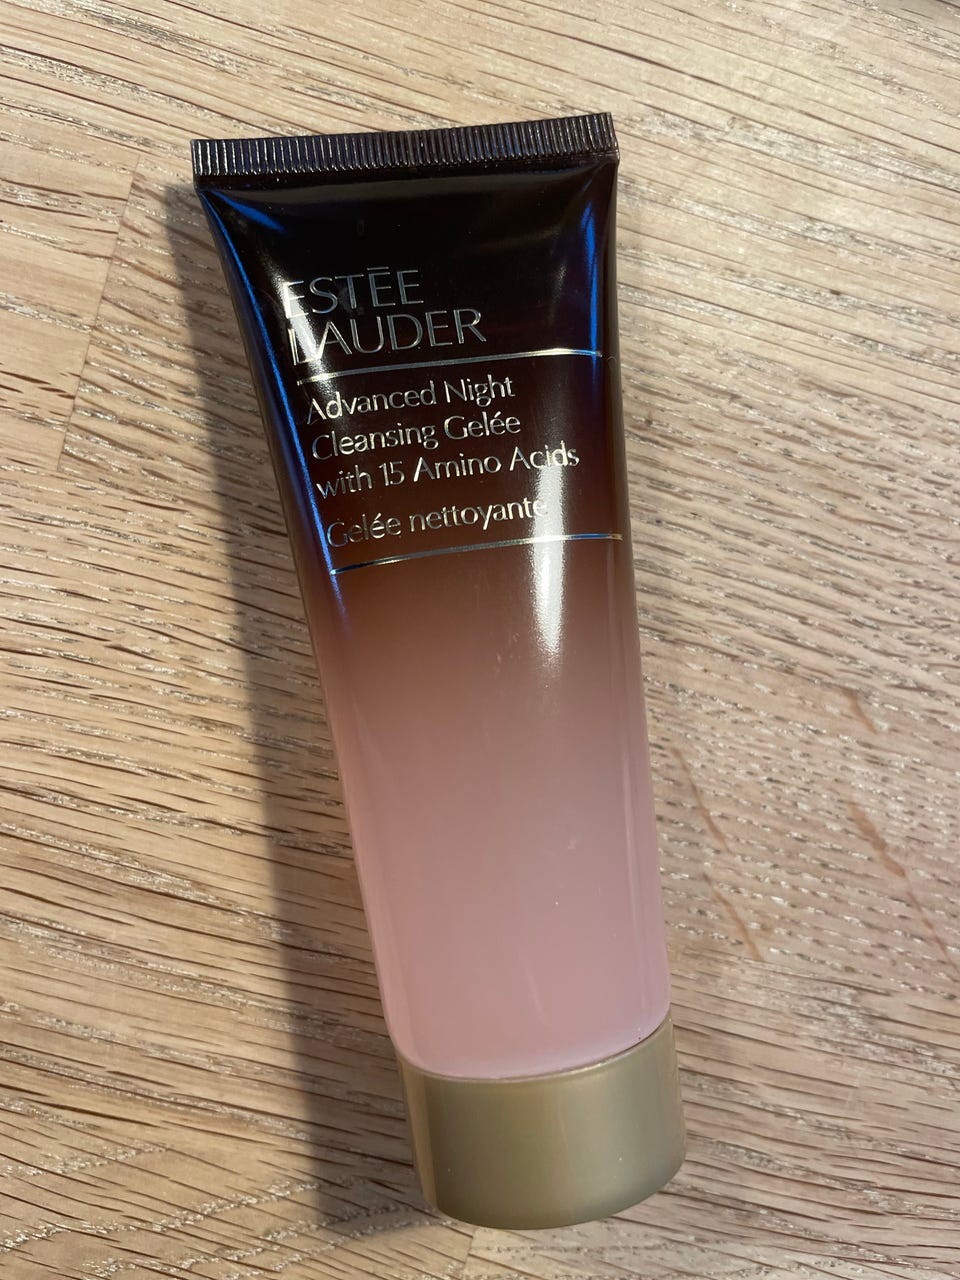 ESTĒE
LAUDER
Advanced Night
Cleansing Gelée
with 15 Amino Acids
Gelée nettoyante